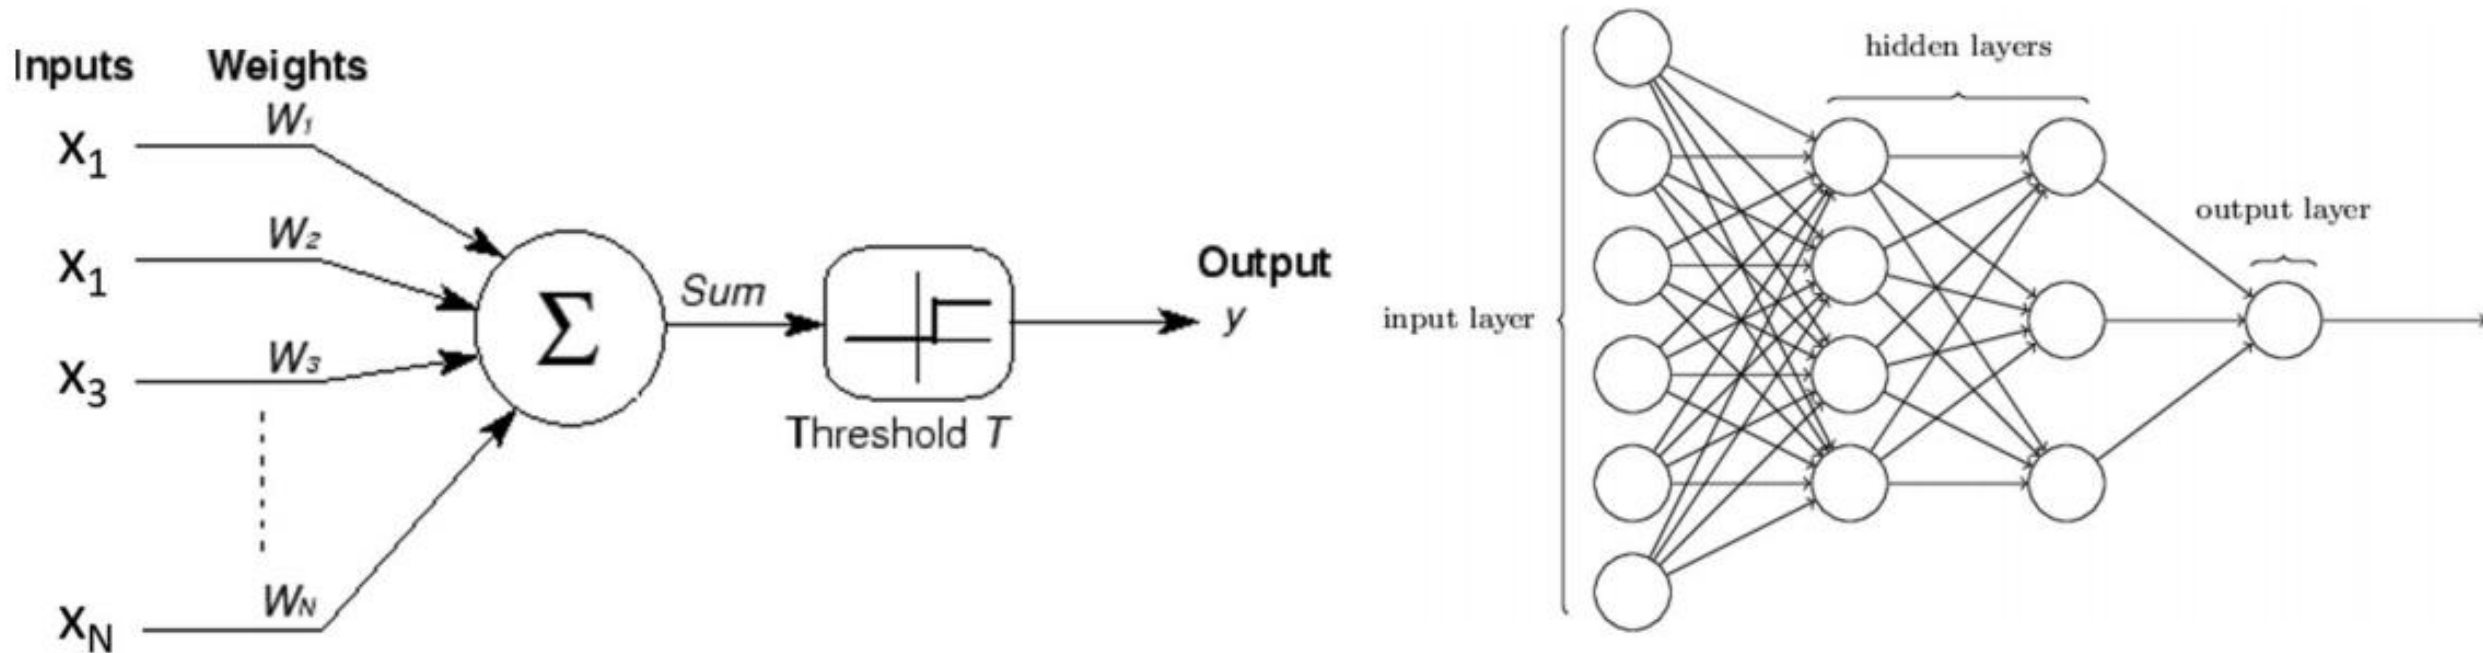 Inputs Weights
W1
X1
W2
X1
W3
X3
WN
XN
Σ
Sum
Threshold T
Output
y
hidden layers
output layer
input layer